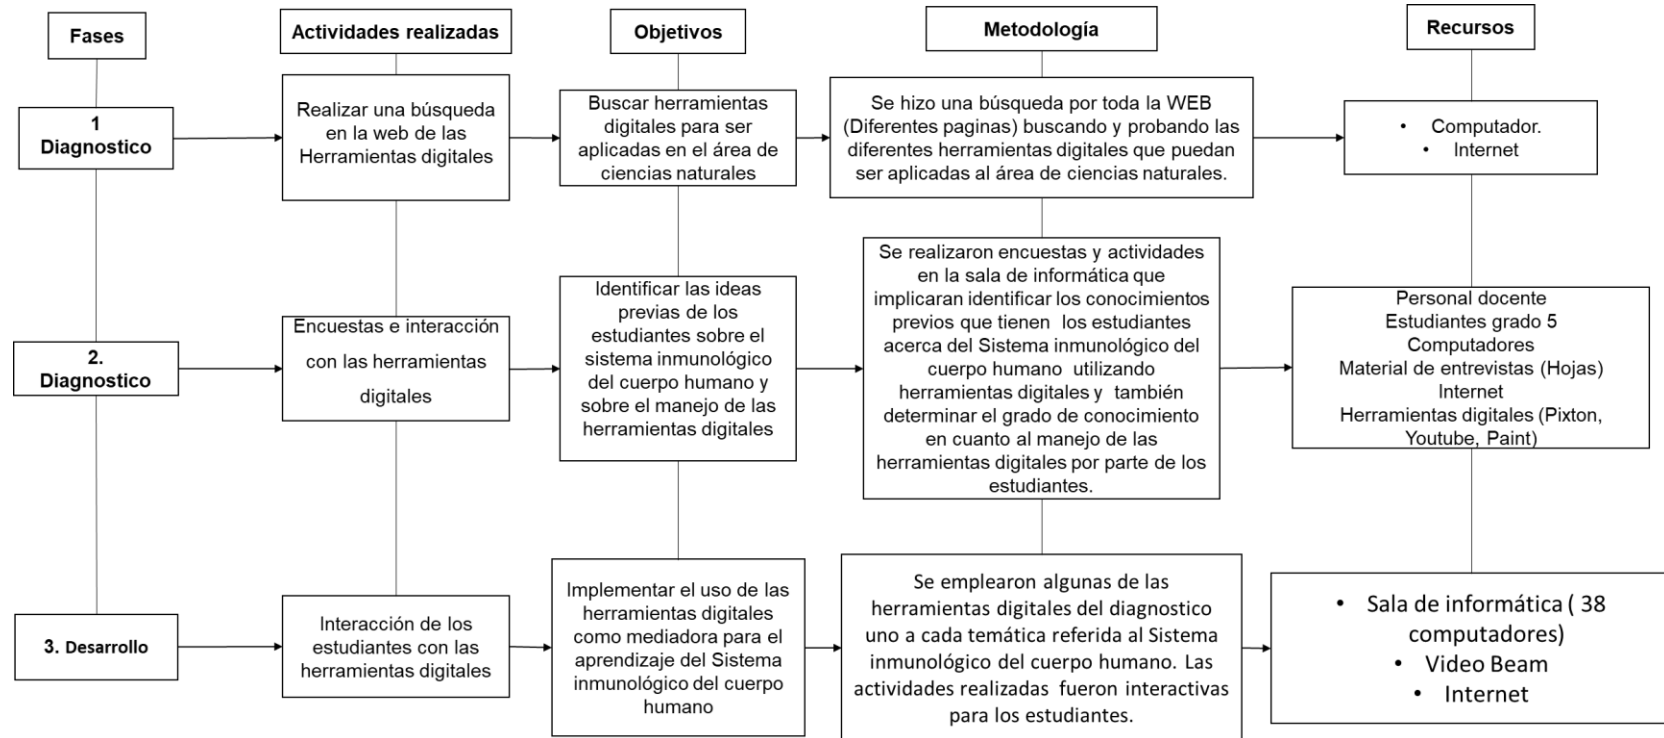 Fases
Actividades realizadas
Objetivos
Metodología
Recursos
1
Diagnostico
Realizar una búsqueda
en la web de las
Herramientas digitales
Buscar herramientas
digitales para ser
aplicadas en el área de
ciencias naturales
Se hizo una búsqueda por toda la WEB
(Diferentes paginas) buscando y probando las
diferentes herramientas digitales que puedan
ser aplicadas al área de ciencias naturales.
• Computador.
• Internet
2.
Diagnostico
Encuestas e interacción
con las herramientas
digitales
Identificar las ideas
previas de los
estudiantes sobre el
sistema inmunológico
del cuerpo humano y
sobre el manejo de las
herramientas digitales
Se realizaron encuestas y actividades
en la sala de informática que
implicaran identificar los conocimientos
previos que tienen los estudiantes
acerca del Sistema inmunológico del
cuerpo humano utilizando
herramientas digitales y también
determinar el grado de conocimiento
en cuanto al manejo de las
herramientas digitales por parte de los
estudiantes.
Personal docente
Estudiantes grado 5
Computadores
Material de entrevistas (Hojas)
Internet
Herramientas digitales (Pixton,
Youtube, Paint)
3. Desarrollo
Interacción de los
estudiantes con las
herramientas digitales
Implementar el uso de las
herramientas digitales
como mediadora para el
aprendizaje del Sistema
inmunológico del cuerpo
humano
Se emplearon algunas de las
herramientas digitales del diagnostico
uno a cada temática referida al Sistema
inmunológico del cuerpo humano. Las
actividades realizadas fueron interactivas
para los estudiantes.
• Sala de informática ( 38
computadores)
• Video Beam
• Internet